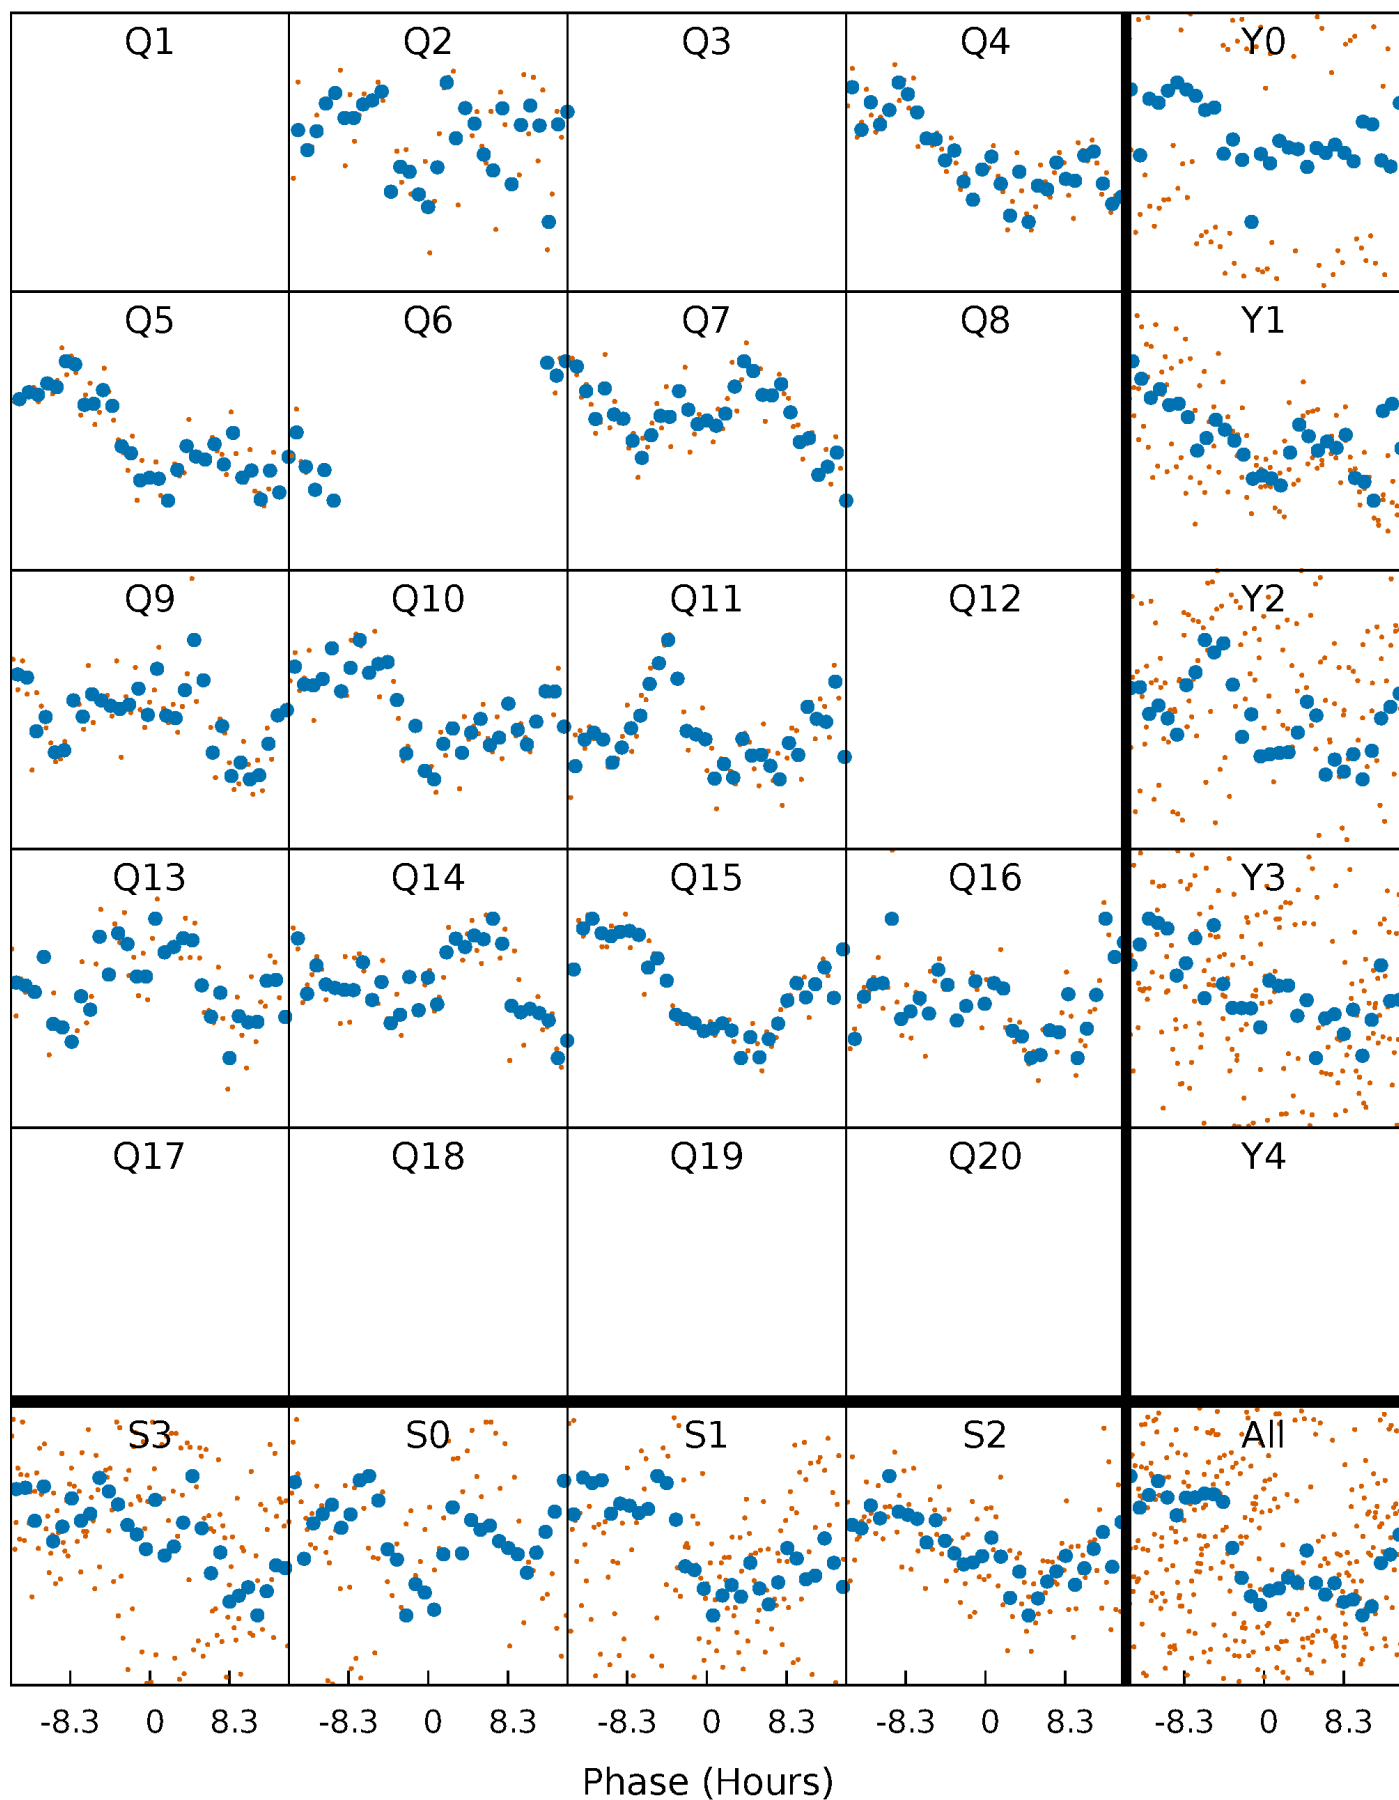 Q1 Q2 Q3 Q4 Y0
Q5 Q6 Q7 Q8 Y1
Q9 Q10 Q11 Q12 Y2
Q13 Q14 Q15 Q16 Y3
Q17 Q18 Q19 Q20 Y4
S3 S0 S1 S2 All
-8.3 0 8.3 -8.3 0 8.3 -8.3 0 8.3 -8.3 0 8.3 -8.3 0 8.3
Phase (Hours)